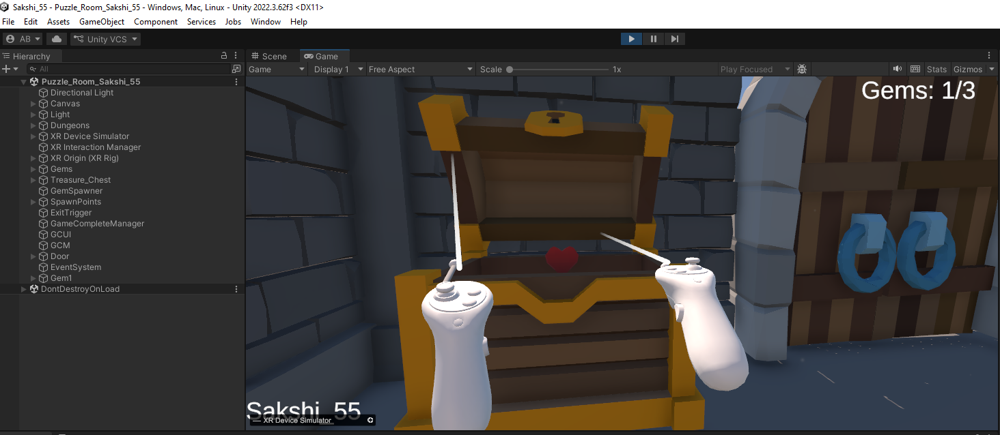 Sakshi_55 - Puzzle_Room_Sakshi_55 - Windows, Mac, Linux - Unity 2022.3.62f3 <DX11>
File Edit Assets GameObject Component Services Jobs Window Help
AB Unity VCS
Hierarchy
All
Puzzle_Room_Sakshi_55
Directional Light
Canvas
Light
Dungeons
XR Device Simulator
XR Interaction Manager
XR Origin (XR Rig)
Gems
Treasure_Chest
GemSpawner
SpawnPoints
ExitTrigger
GameCompleteManager
GCUI
GCM
Door
EventSystem
Gem1
DontDestroyOnLoad
Scene Game
Game Display 1 Free Aspect Scale 1x Play Focused Stats Gizmos
Gems: 1/3
Sakshi_55
XR Device Simulator